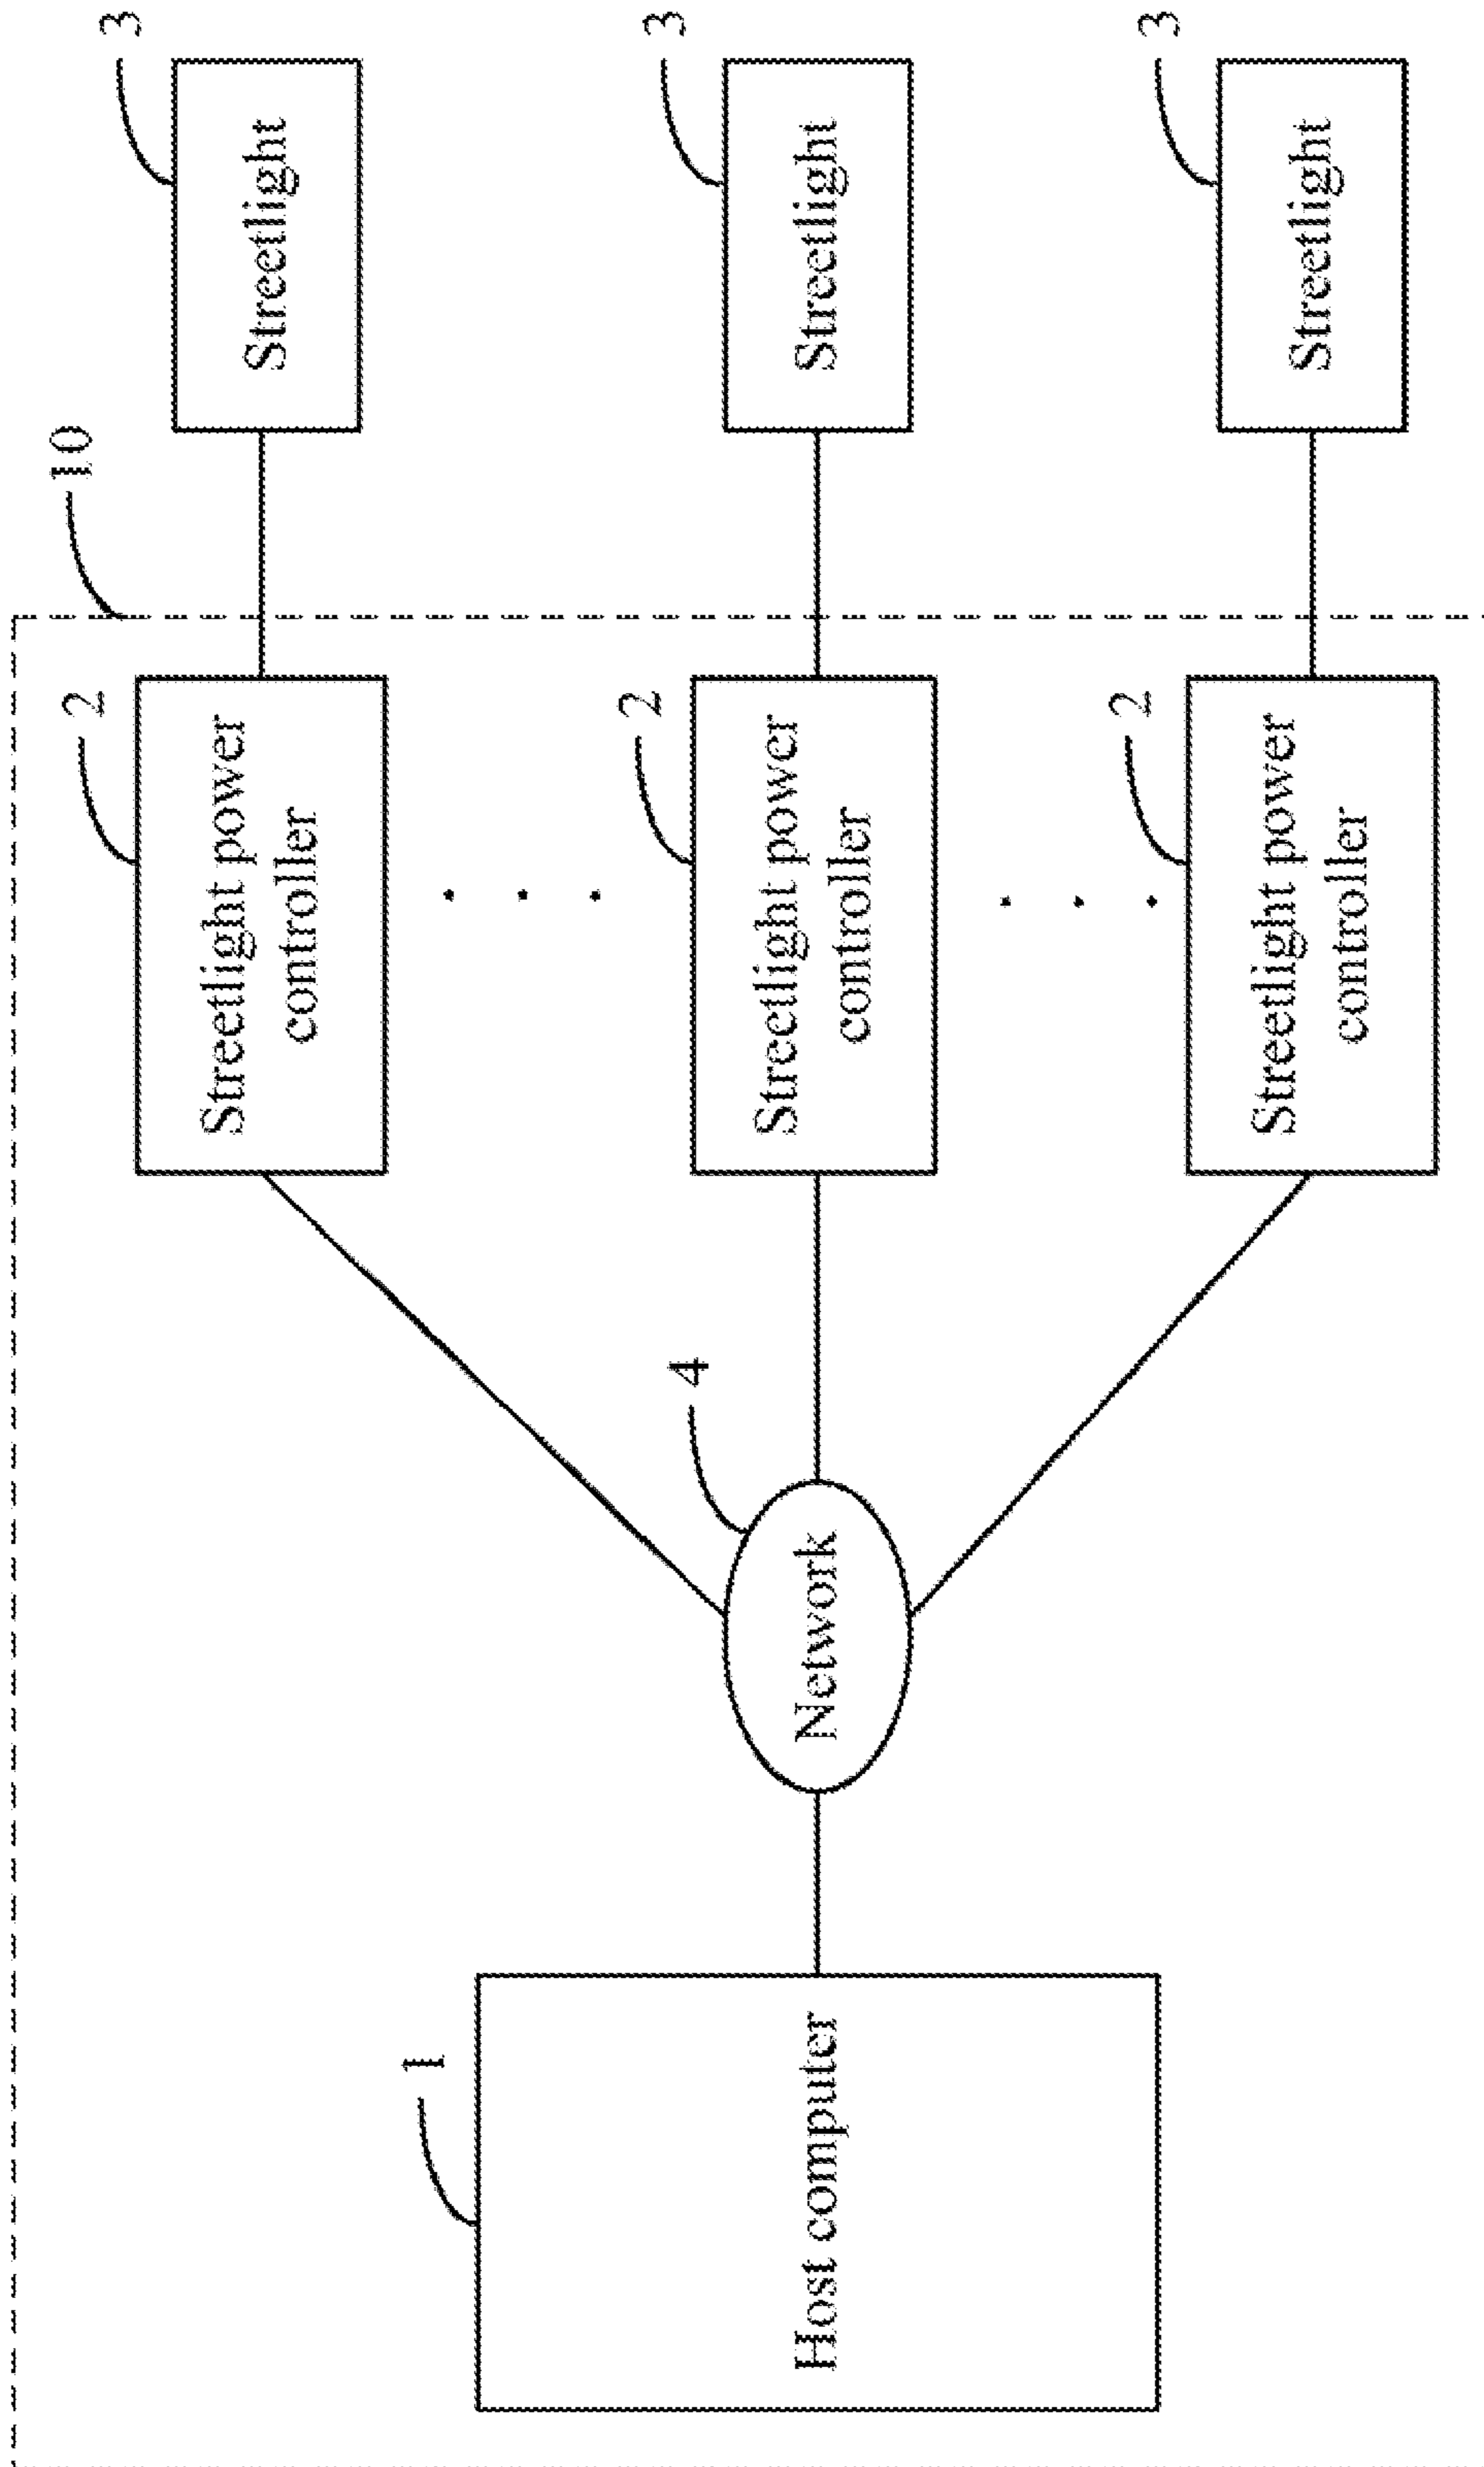 10
1
Host computer
4
Network
2
Streetlight power
controller
3
Streetlight
2
Streetlight power
controller
3
Streetlight
2
Streetlight power
controller
3
Streetlight